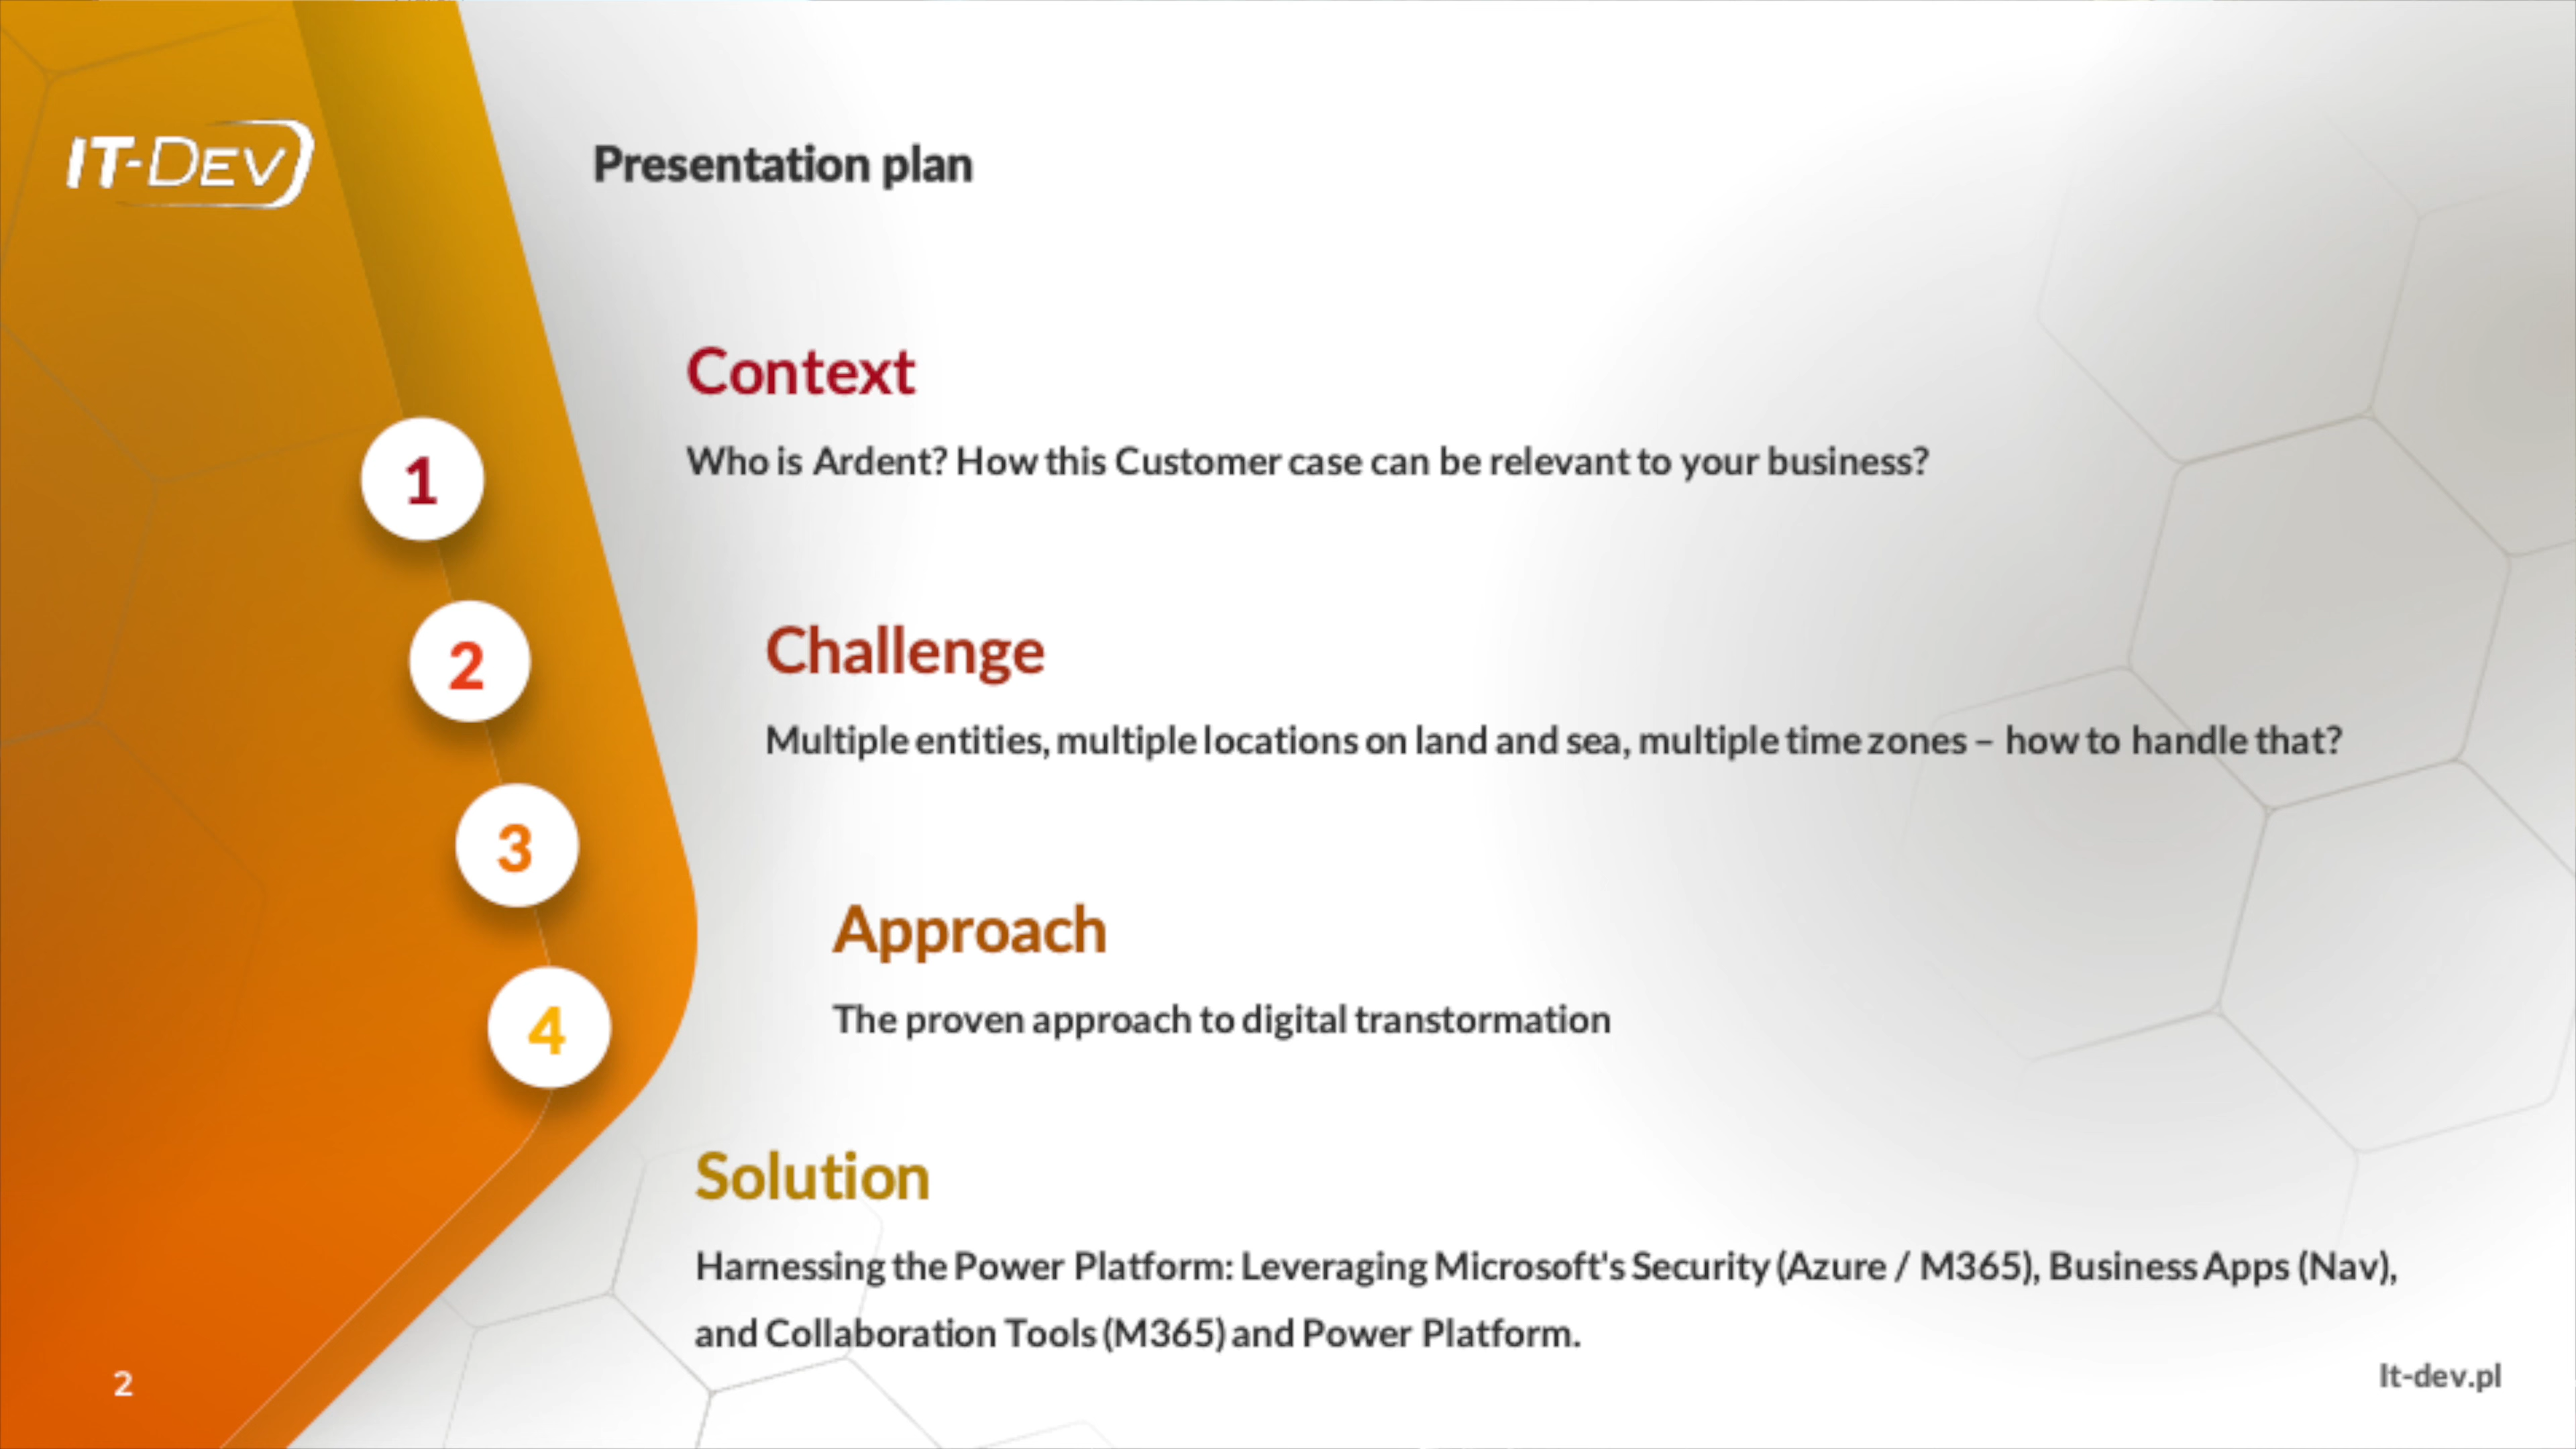 IT-DEV
Presentation plan
Context
1
Who is Ardent? How this Customer case can be relevant to your business?
2
Challenge
Multiple entities, multiple locations on land and sea, multiple time zones – how to handle that?
3
Approach
The proven approach to digital transtormation
4
Solution
Harnessing the Power Platform: Leveraging Microsoft's Security (Azure / M365), Business Apps (Nav),
and Collaboration Tools (M365) and Power Platform.
2
It-dev.pl